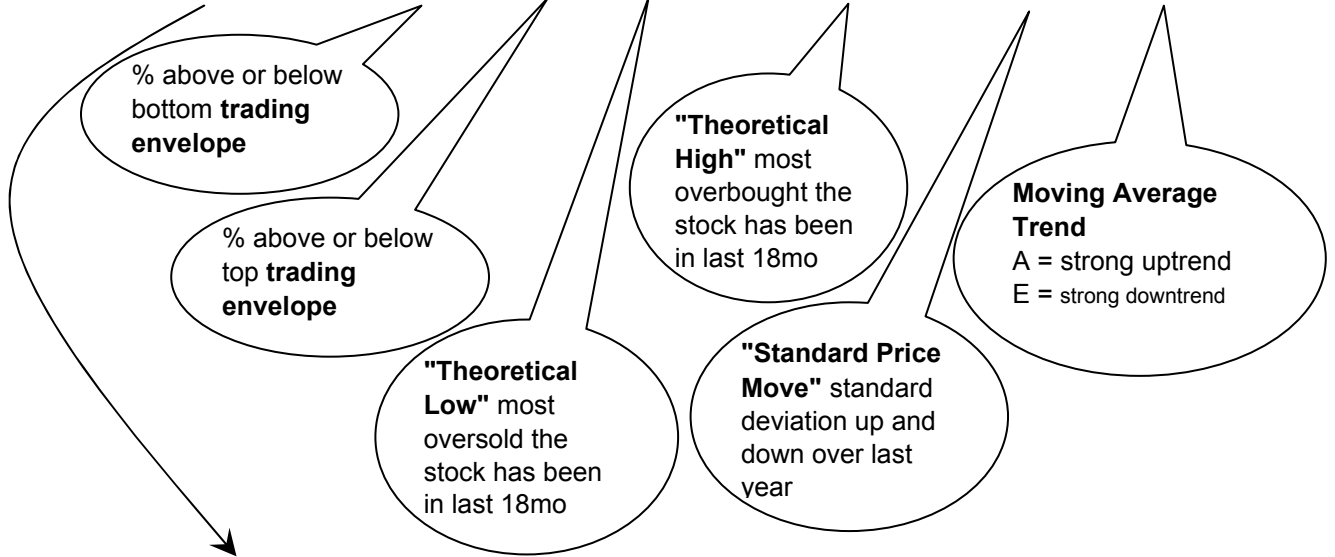 % above or below
bottom trading
envelope
% above or below
top trading
envelope
"Theoretical
Low" most
oversold the
stock has been
in last 18mo
"Theoretical
High" most
overbought the
stock has been
in last 18mo
"Standard Price
Move" standard
deviation up and
down over last
year
Moving Average
Trend
A = strong uptrend
E = strong downtrend